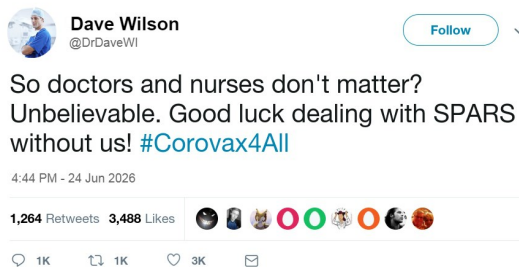 Dave Wilson
@DrDaveWI
Follow
So doctors and nurses don't matter?
Unbelievable. Good luck dealing with SPARS
without us! #Corovax4All
4:44 PM - 24 Jun 2026
1,264 Retweets 3,488 Likes
1K 1K 3K